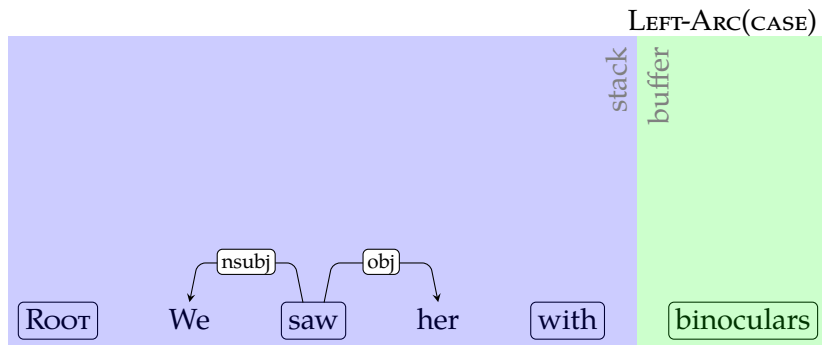 LEFT-ARC(CASE)
stack
buffer
nsubj obj
ROOT We saw her with binoculars